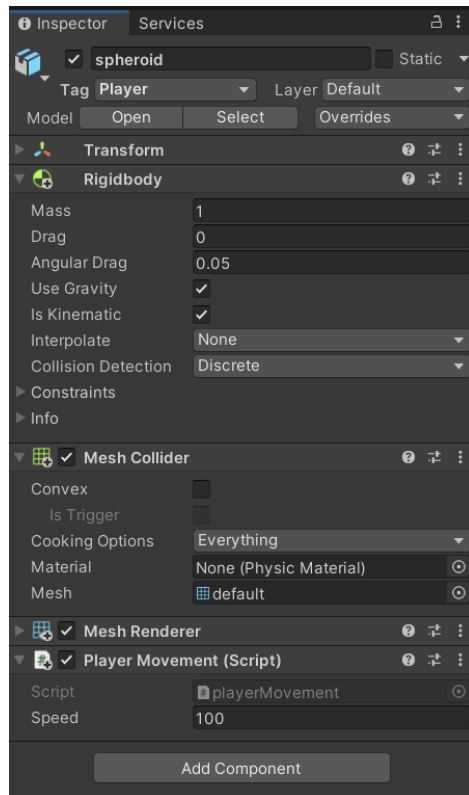 Inspector Services
spheroid Static
Tag Player Layer Default
Model Open Select Overrides
Transform
Rigidbody
Mass 1
Drag 0
Angular Drag 0.05
Use Gravity
Is Kinematic
Interpolate None
Collision Detection Discrete
Constraints
Info
Mesh Collider
Convex
Is Trigger
Cooking Options Everything
Material None (Physic Material)
Mesh default
Mesh Renderer
Player Movement (Script)
Script playerMovement
Speed 100
Add Component